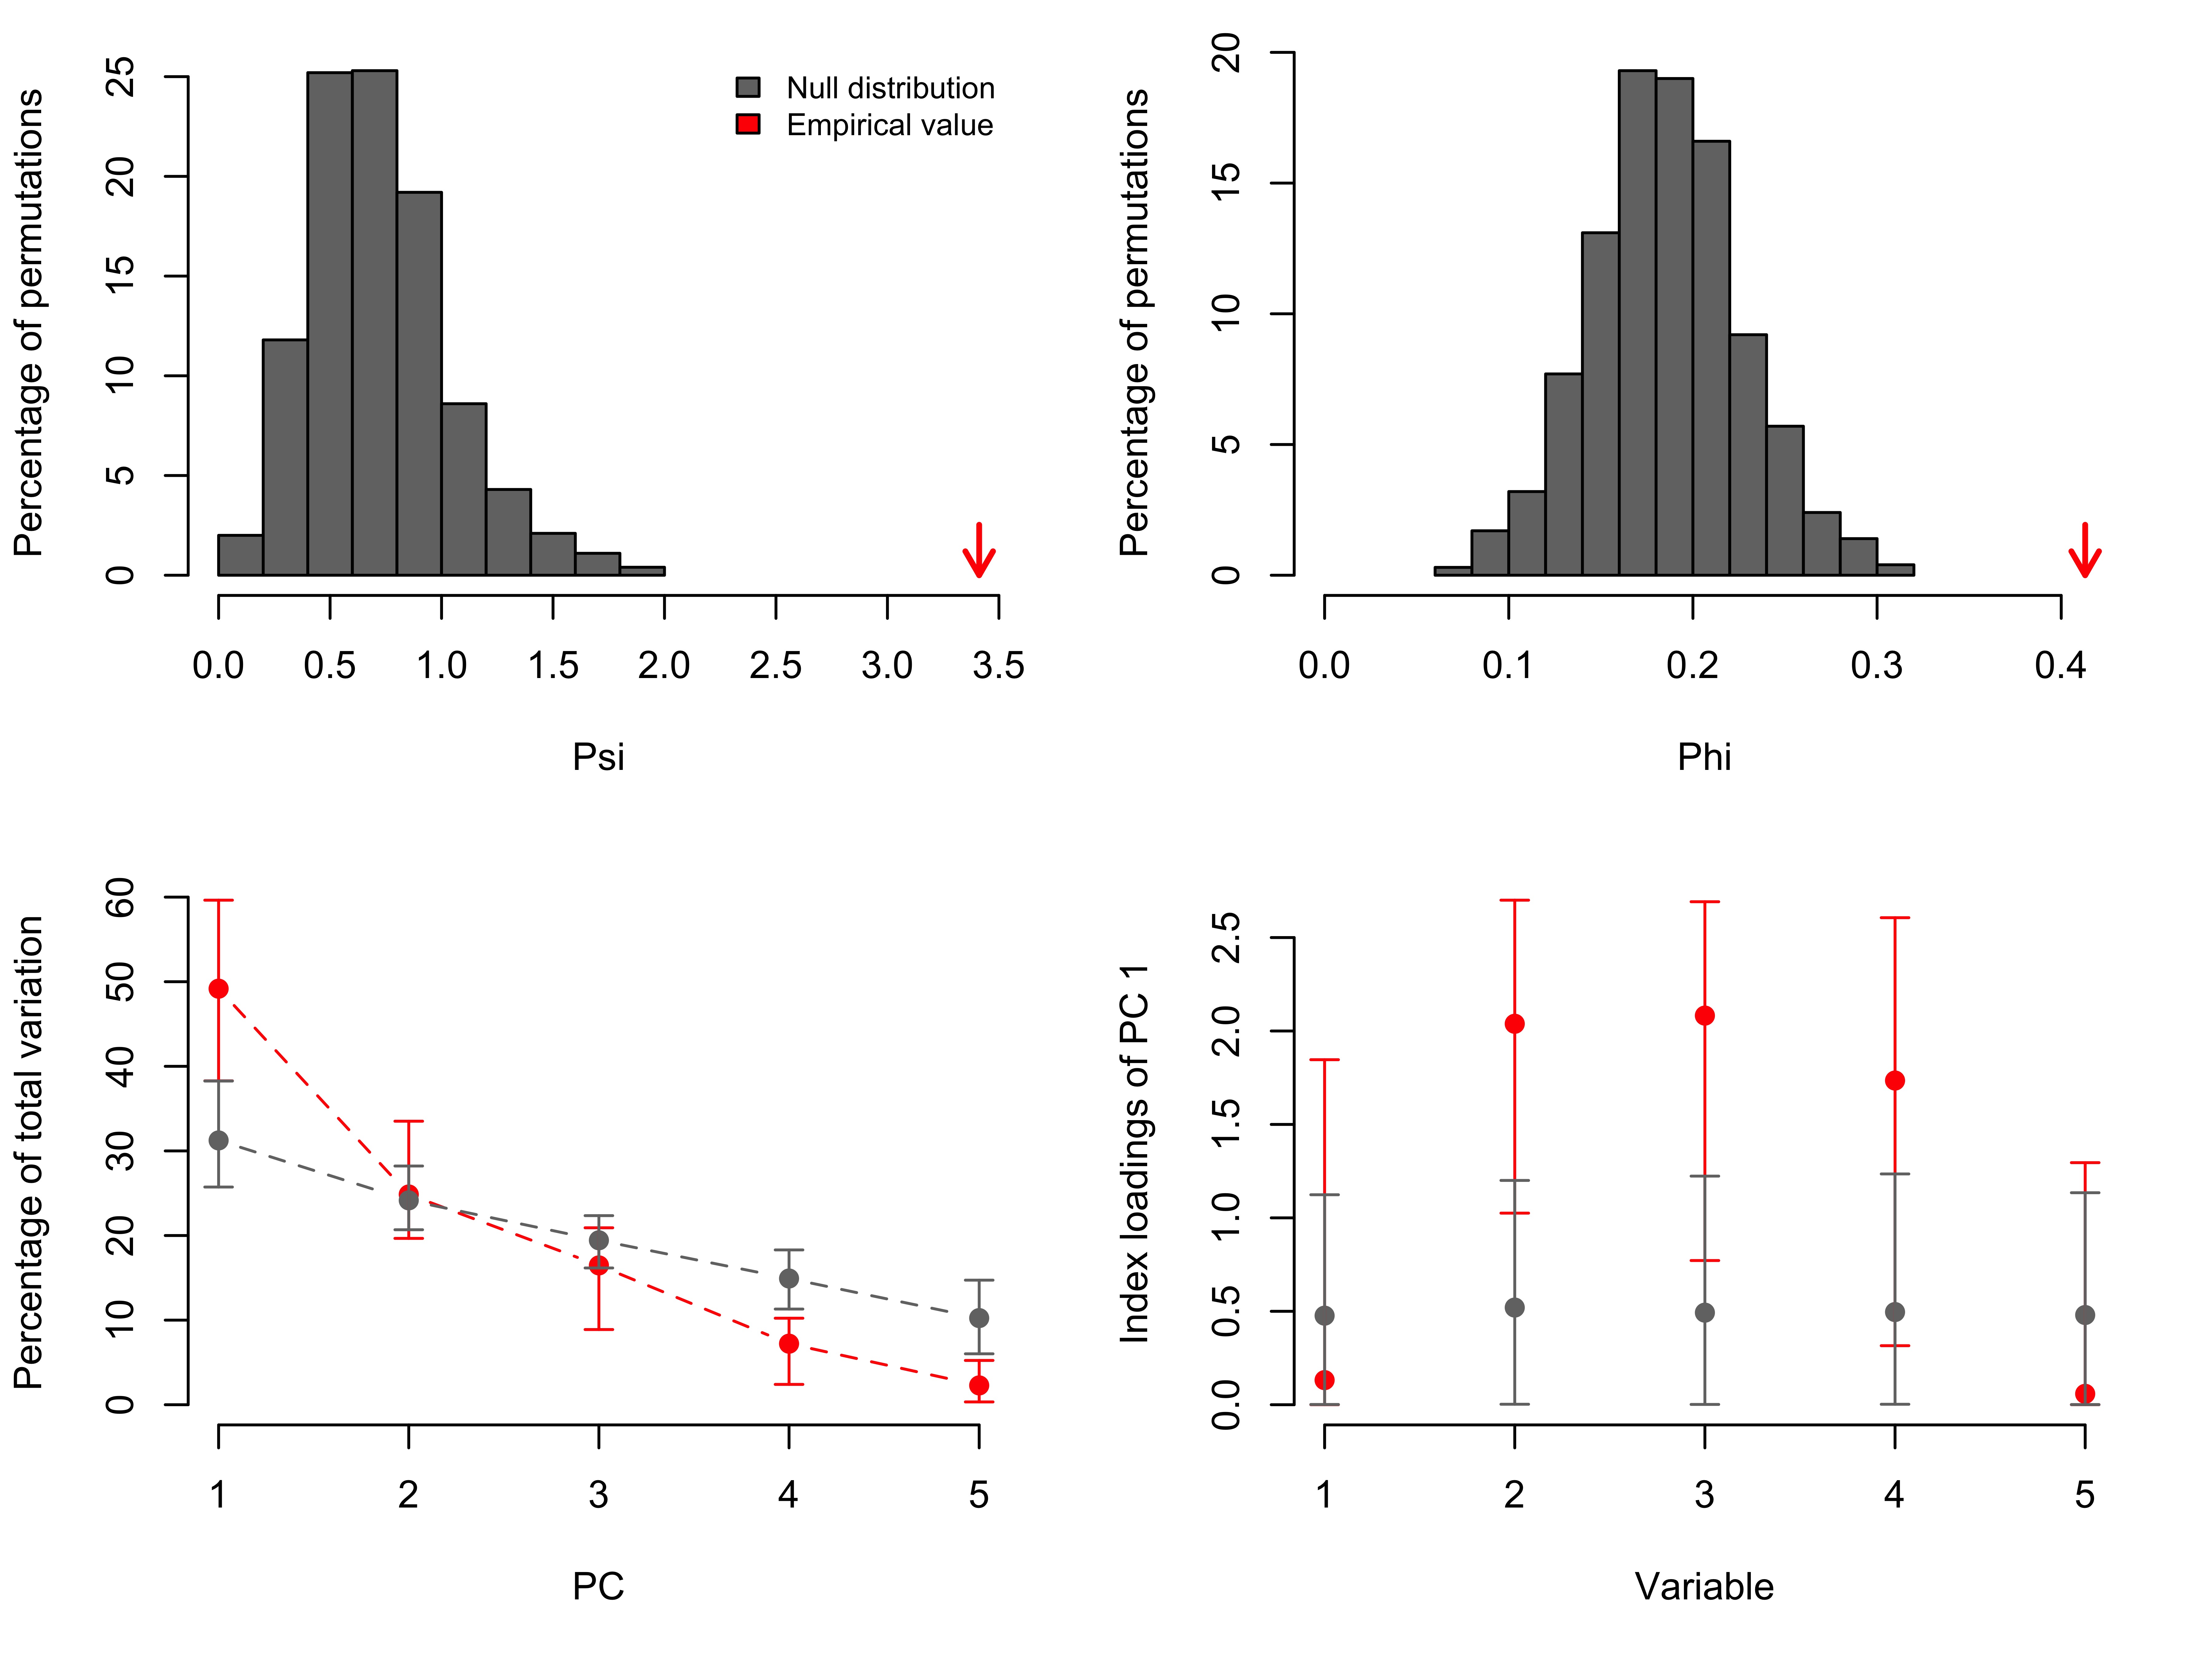 Percentage of permutations
25
20
15
10
5
0
Null distribution
Empirical value
0.0 0.5 1.0 1.5 2.0 2.5 3.0 3.5
Psi
Percentage of permutations
20
15
10
5
0
0.0 0.1 0.2 0.3 0.4
Phi
Percentage of total variation
60
50
40
30
20
10
0
1 2 3 4 5
PC
Index loadings of PC 1
2.5
2.0
1.5
1.0
0.5
0.0
1 2 3 4 5
Variable